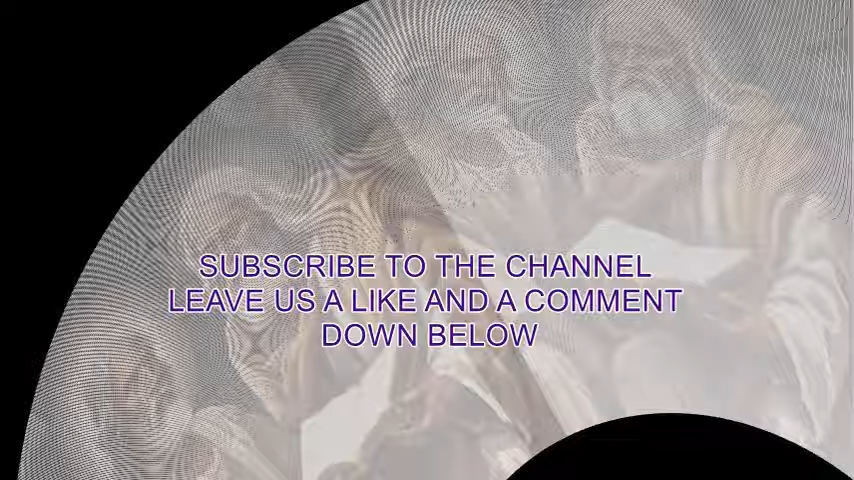 SUBSCRIBE TO THE CHANNEL
LEAVE US A LIKE AND A COMMENT
DOWN BELOW